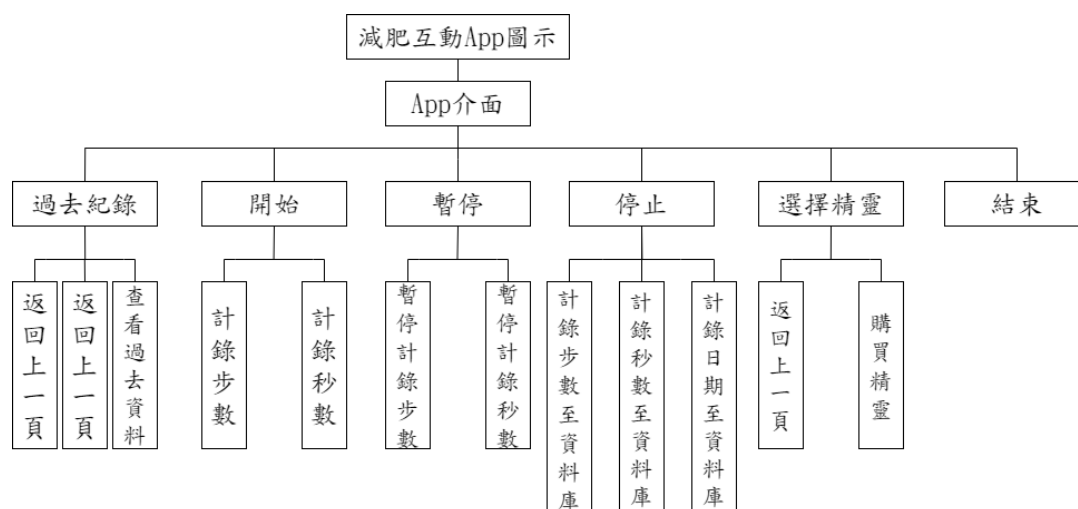 減肥互動App圖示
App介面
過去紀錄
開始
暫停
停止
選擇精靈
結束
返回上一頁
返回上一頁
查看過去資料
計錄步數
計錄秒數
暫停計錄步數
暫停計錄秒數
計錄步數至資料庫
計錄秒數至資料庫
計錄日期至資料庫
返回上一頁
購買精靈